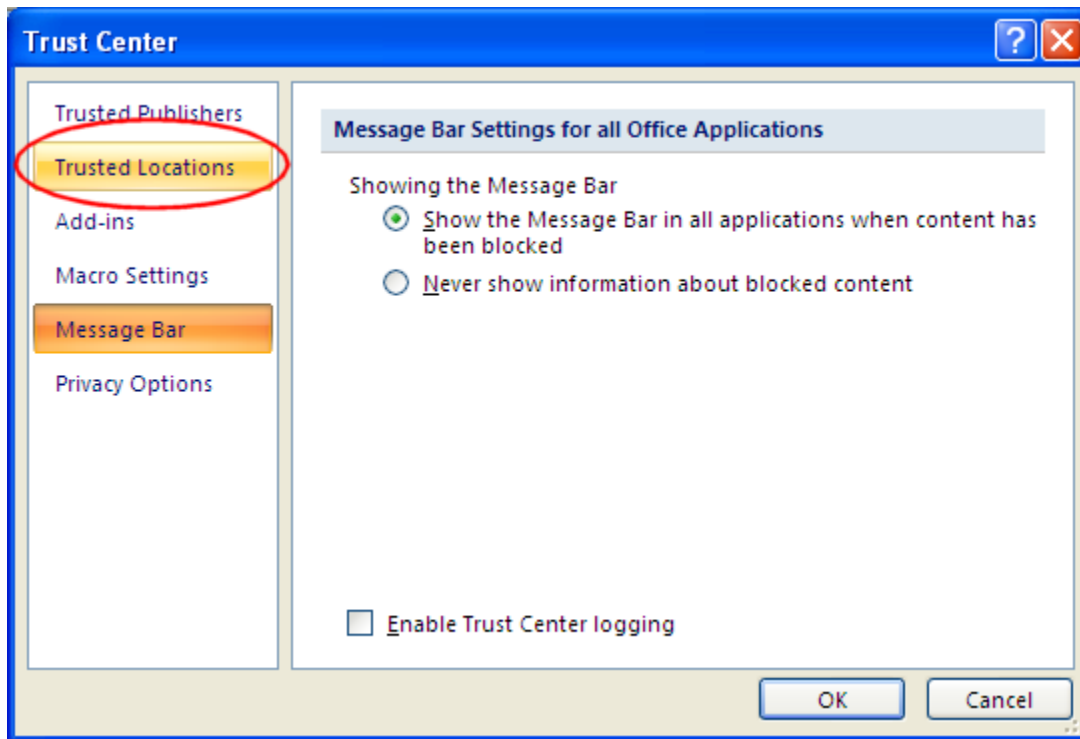 Trust Center
Trusted Publishers
Trusted Locations
Add-ins
Macro Settings
Message Bar
Privacy Options
Message Bar Settings for all Office Applications
Showing the Message Bar
Show the Message Bar in all applications when content has
been blocked
Never show information about blocked content
Enable Trust Center logging
OK
Cancel